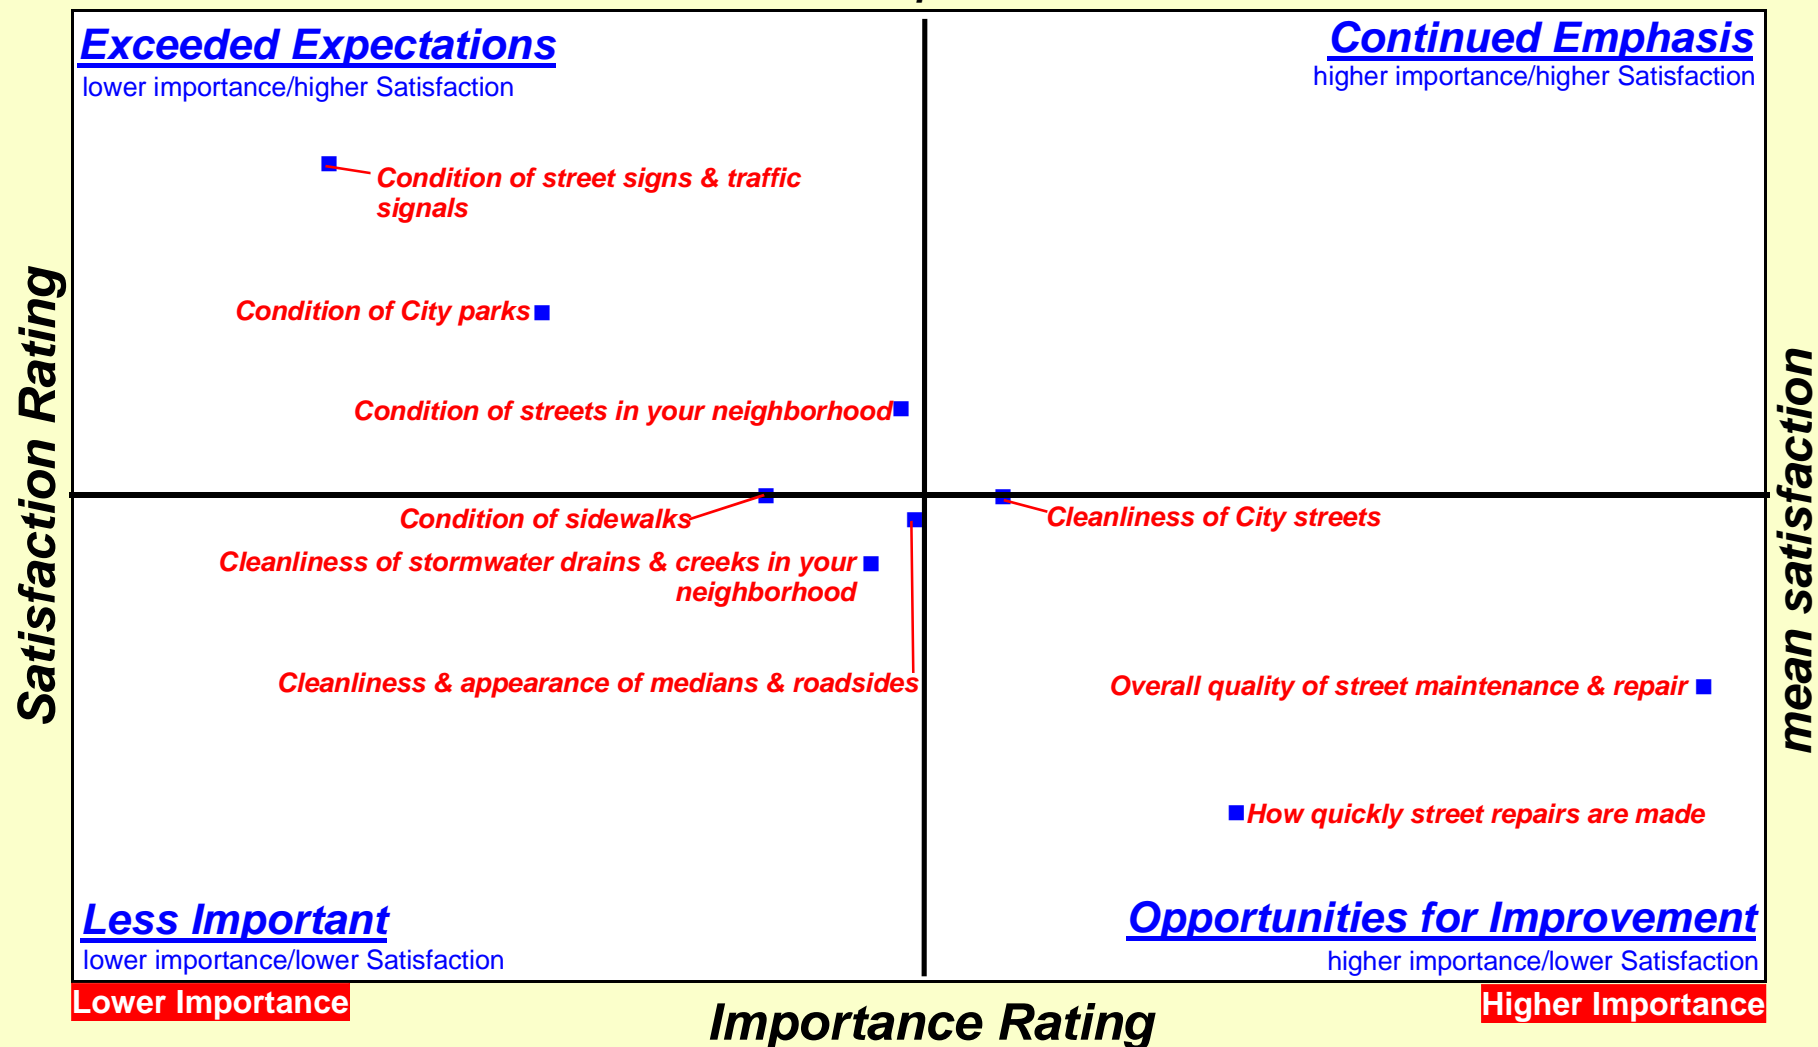 Exceeded Expectations
lower importance/higher Satisfaction
Continued Emphasis
higher importance/higher Satisfaction
Condition of street signs & traffic
signals
Condition of City parks
Condition of streets in your neighborhood
Condition of sidewalks
Cleanliness of City streets
Cleanliness of stormwater drains & creeks in your
neighborhood
Cleanliness & appearance of medians & roadsides
Overall quality of street maintenance & repair
How quickly street repairs are made
Satisfaction Rating
mean satisfaction
Less Important
lower importance/lower Satisfaction
Opportunities for Improvement
higher importance/lower Satisfaction
Lower Importance
Importance Rating
Higher Importance